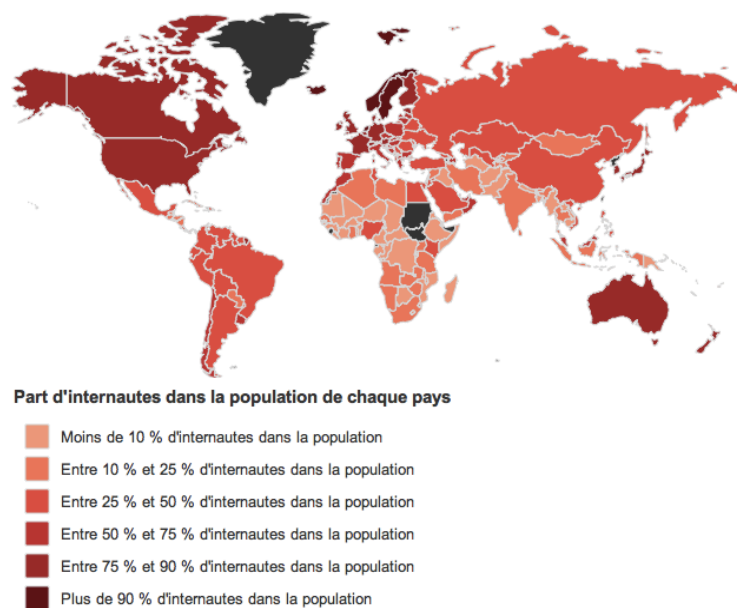 Part d'internautes dans la population de chaque pays
Moins de 10 % d'internautes dans la population
Entre 10 % et 25 % d'internautes dans la population
Entre 25 % et 50 % d'internautes dans la population
Entre 50 % et 75 % d'internautes dans la population
Entre 75 % et 90 % d'internautes dans la population
Plus de 90 % d'internautes dans la population